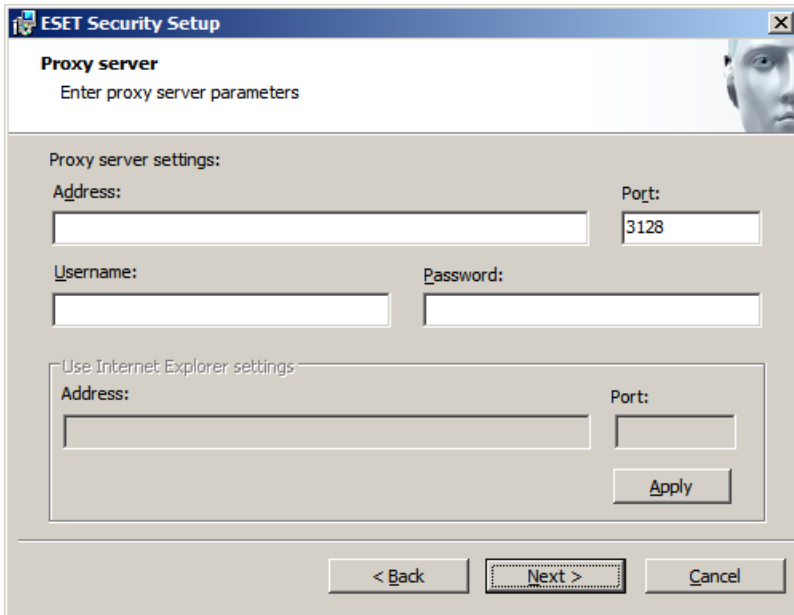 ESET Security Setup
Proxy server
Enter proxy server parameters
Proxy server settings:
Address: Port:
3128
Username: Password:
Use Internet Explorer settings
Address: Port:
Apply
< Back Next > Cancel